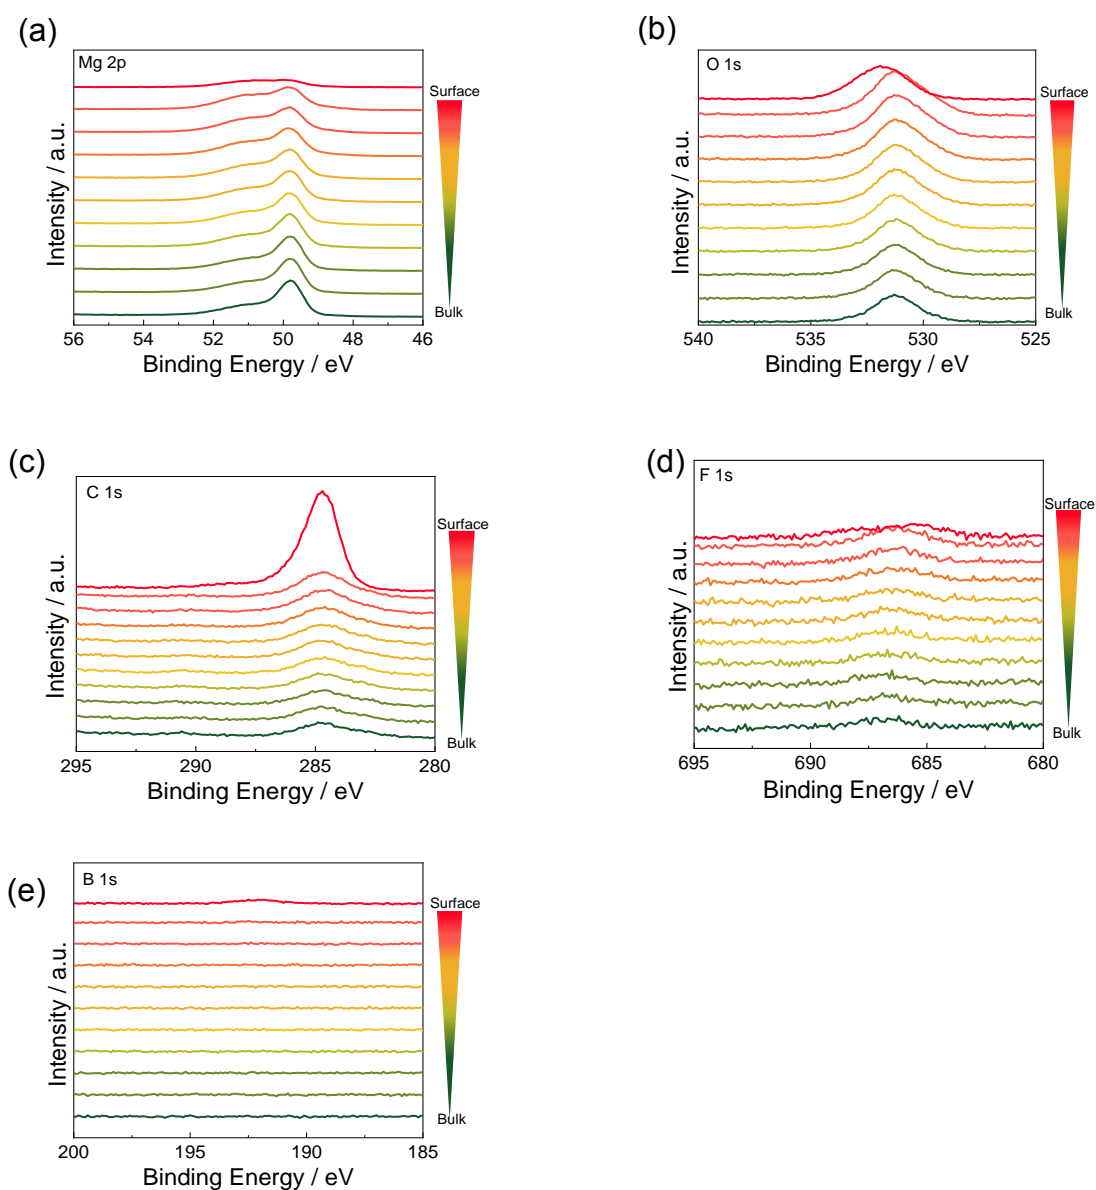 (a)
Mg 2p
Surface
Bulk
Intensity / a.u.
56 54 52 50 48 46
Binding Energy / eV
(b)
O 1s
Surface
Bulk
Intensity / a.u.
540 535 530 525
Binding Energy / eV
(c)
C 1s
Surface
Bulk
Intensity / a.u.
295 290 285 280
Binding Energy / eV
(d)
F 1s
Surface
Bulk
Intensity / a.u.
695 690 685 680
Binding Energy / eV
(e)
B 1s
Surface
Bulk
Intensity / a.u.
200 195 190 185
Binding Energy / eV